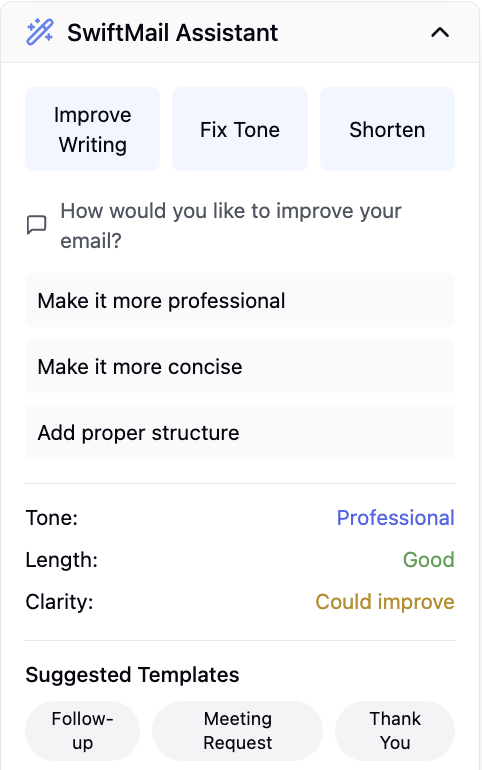 SwiftMail Assistant
Improve
Writing
Fix Tone
Shorten
How would you like to improve your
email?
Make it more professional
Make it more concise
Add proper structure
Tone: Professional
Length: Good
Clarity: Could improve
Suggested Templates
Follow-
up
Meeting
Request
Thank
You